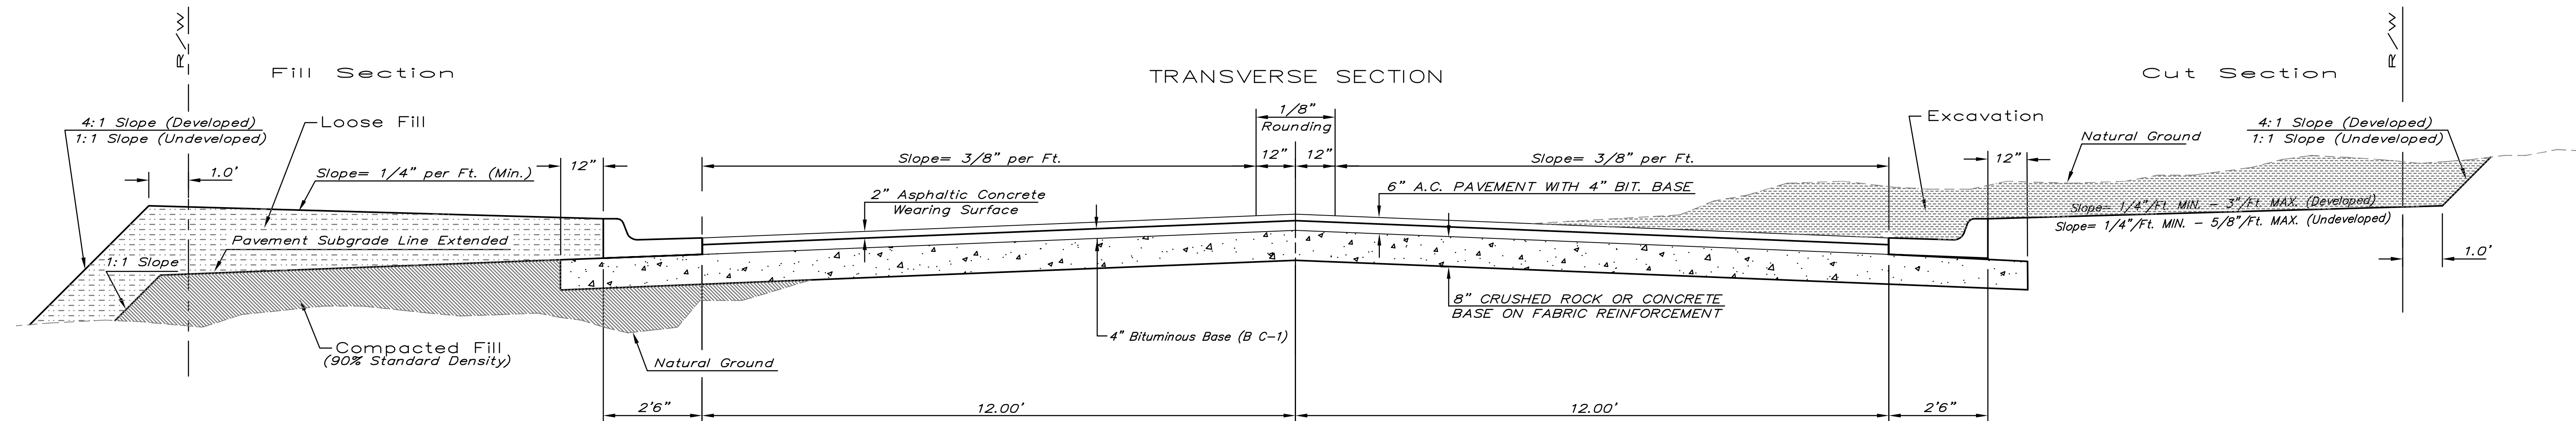 R/W
R/W
Fill Section
TRANSVERSE SECTION
Cut Section
4:1 Slope (Developed)
1:1 Slope (Undeveloped)
Loose Fill
1/8"
Rounding
Excavation
Natural Ground
4:1 Slope (Developed)
1:1 Slope (Undeveloped)
12"
Slope= 3/8" per Ft.
12"
12"
Slope= 3/8" per Ft.
12"
1.0'
Slope= 1/4" per Ft. (Min.)
2" Asphaltic Concrete
Wearing Surface
6" A.C. PAVEMENT WITH 4" BIT. BASE
Slope= 1/4"/Ft. MIN. - 3"/Ft. MAX. (Developed)
Slope= 1/4"/Ft. MIN. - 5/8"/Ft. MAX. (Undeveloped)
Pavement Subgrade Line Extended
1:1 Slope
1.0'
8" CRUSHED ROCK OR CONCRETE
BASE ON FABRIC REINFORCEMENT
4" Bituminous Base (B C-1)
Compacted Fill
(90% Standard Density)
Natural Ground
2'6"
12.00'
12.00'
2'6"